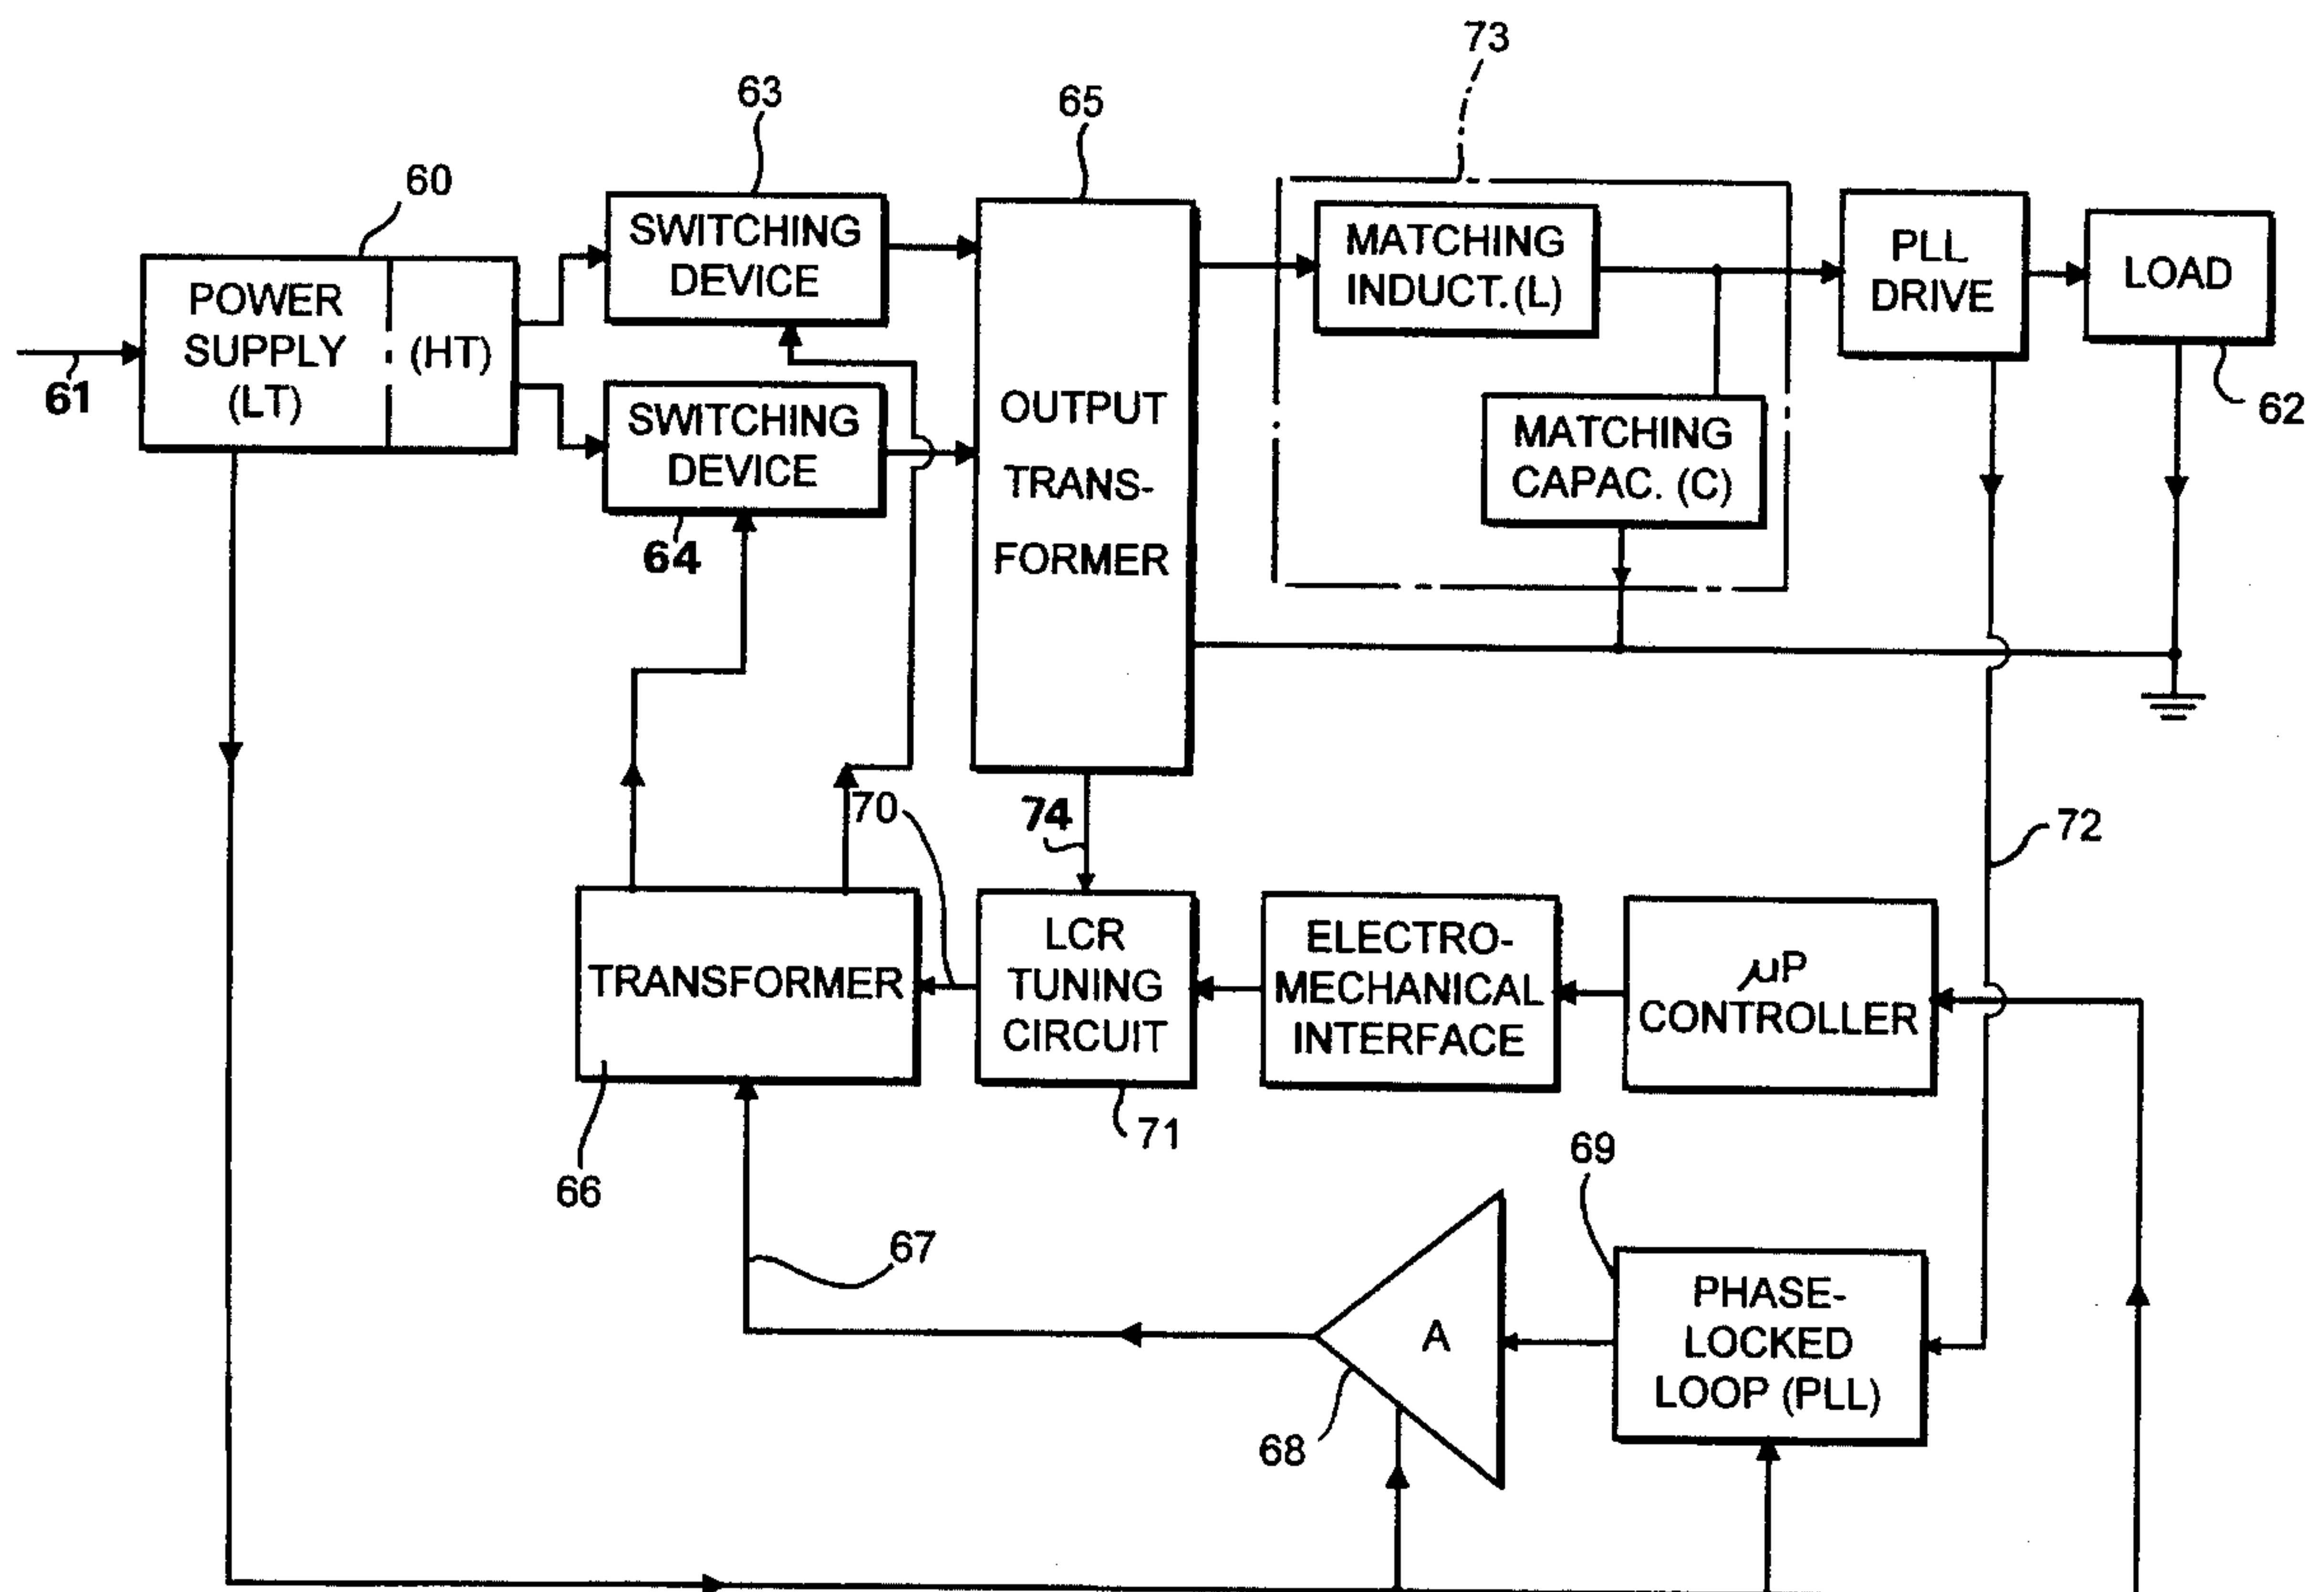 73
63
65
60
SWITCHING
DEVICE
MATCHING
INDUCT.(L)
PLL
DRIVE
LOAD
POWER
SUPPLY
(LT)
(HT)
61
62
SWITCHING
DEVICE
64
OUTPUT
TRANS-
FORMER
MATCHING
CAPAC. (C)
70
74
72
TRANSFORMER
LCR
TUNING
CIRCUIT
ELECTRO-
MECHANICAL
INTERFACE
μP
CONTROLLER
71
66
69
67
A
PHASE-
LOCKED
LOOP (PLL)
68